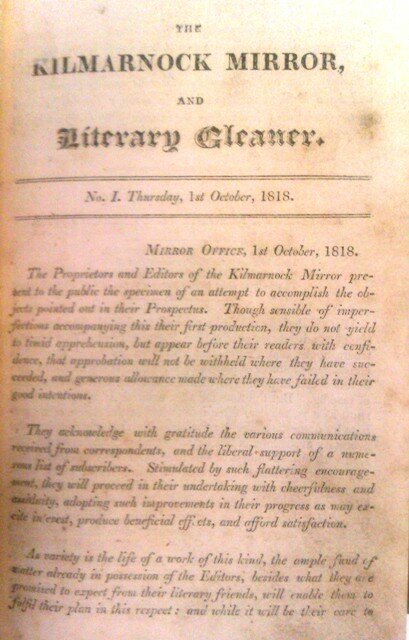 THE
KILMARNOCK MIRROR,
AND
Literary Gleaner.
No. I. Thursday, 1st October, 1818.
MIRROR OFFICE, 1st October, 1818.
The Proprietors and Editors of the Kilmarnock Mirror pre-
sent to the public the specimen of an attempt to accomplish the ob-
jects pointed out in their Prospectus. Though sensible of imper-
fections accompanying this their first production, they do not yield
to timid apprehension, but appear before their readers with confi-
dence, that approbation will not be withheld where they have suc-
ceeded, and generous allowance made where they have failed in their
good intentions.
They acknowledge with gratitude the various communications
received from correspondents, and the liberal support of a nume-
rous list of subscribers. Stimulated by such flattering encourage-
ment, they will proceed in their undertaking with cheerfulness and
assiduity, adopting such improvements in their progress as may ex-
cite interest, produce beneficial effects, and afford satisfaction.
As variety is the life of a work of this kind, the ample fund of
matter already in possession of the Editors, besides what they are
promised to expect from their literary friends, will enable them to
fulfil their plan in this respect: and while it will be their care to